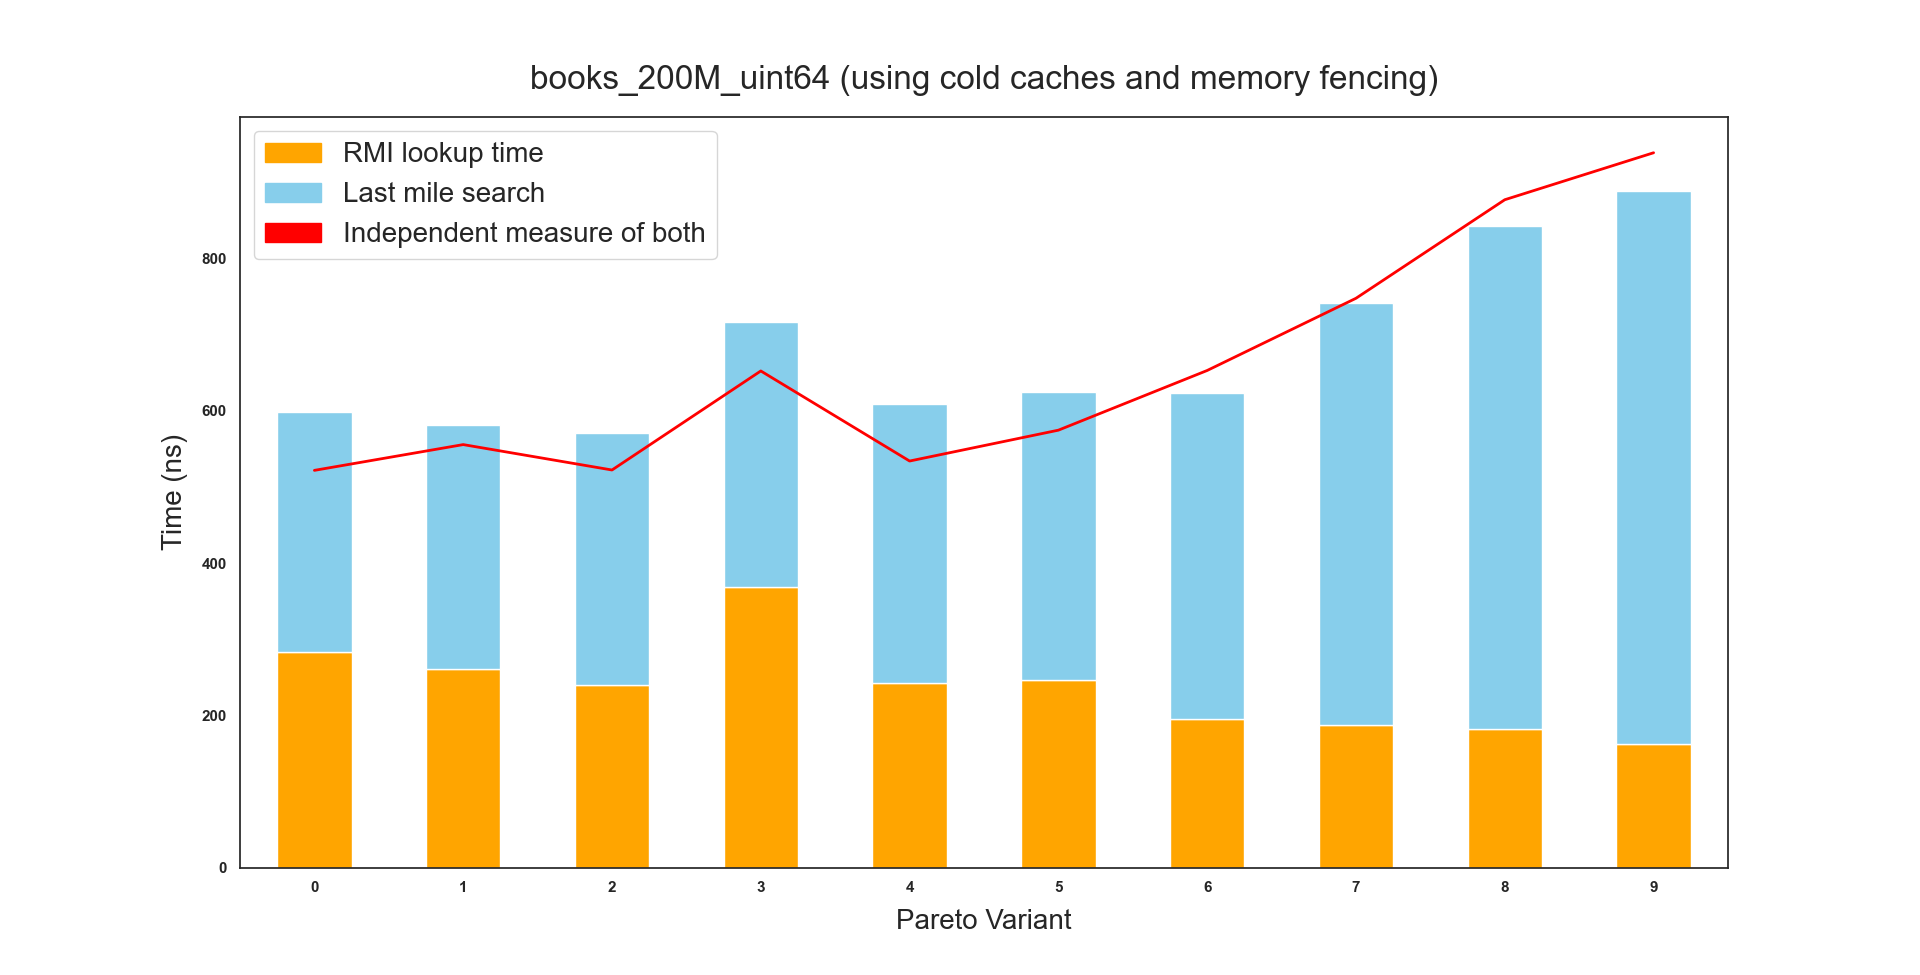 books_200M_uint64 (using cold caches and memory fencing)
RMI lookup time
Last mile search
Independent measure of both
Time (ns)
800
600
400
200
0
0 1 2 3 4 5 6 7 8 9
Pareto Variant